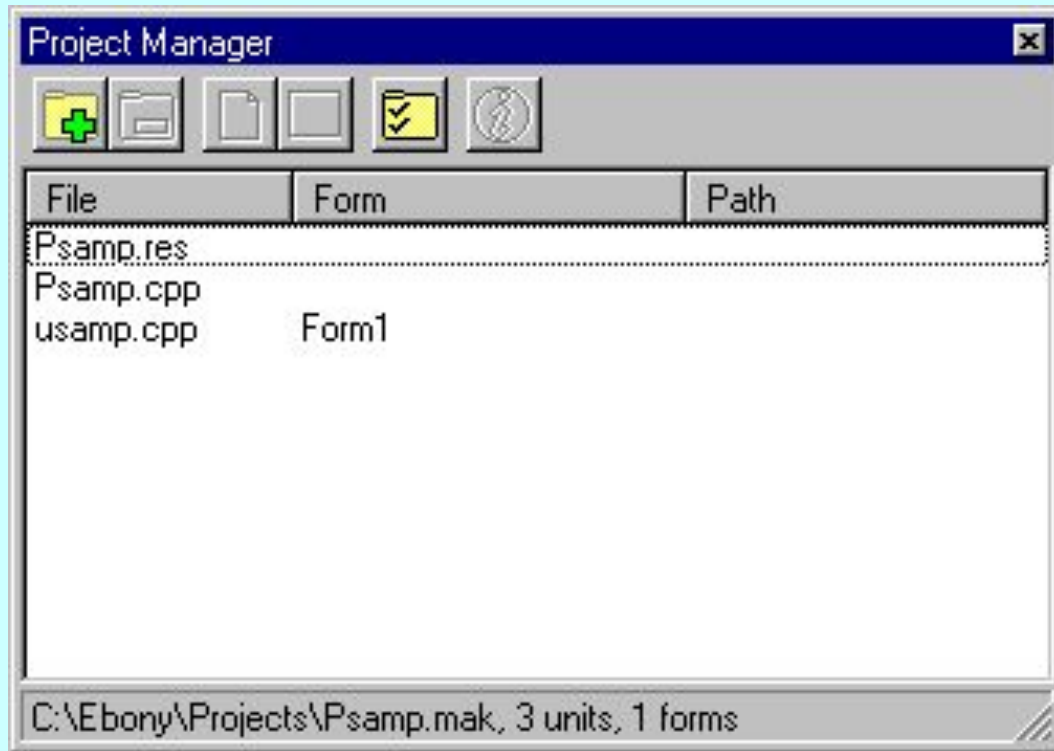 Project Manager
File Form Path
Psamp.res
Psamp.cpp
usamp.cpp Form1
C:\Ebony\Projects\Psamp.mak, 3 units, 1 forms